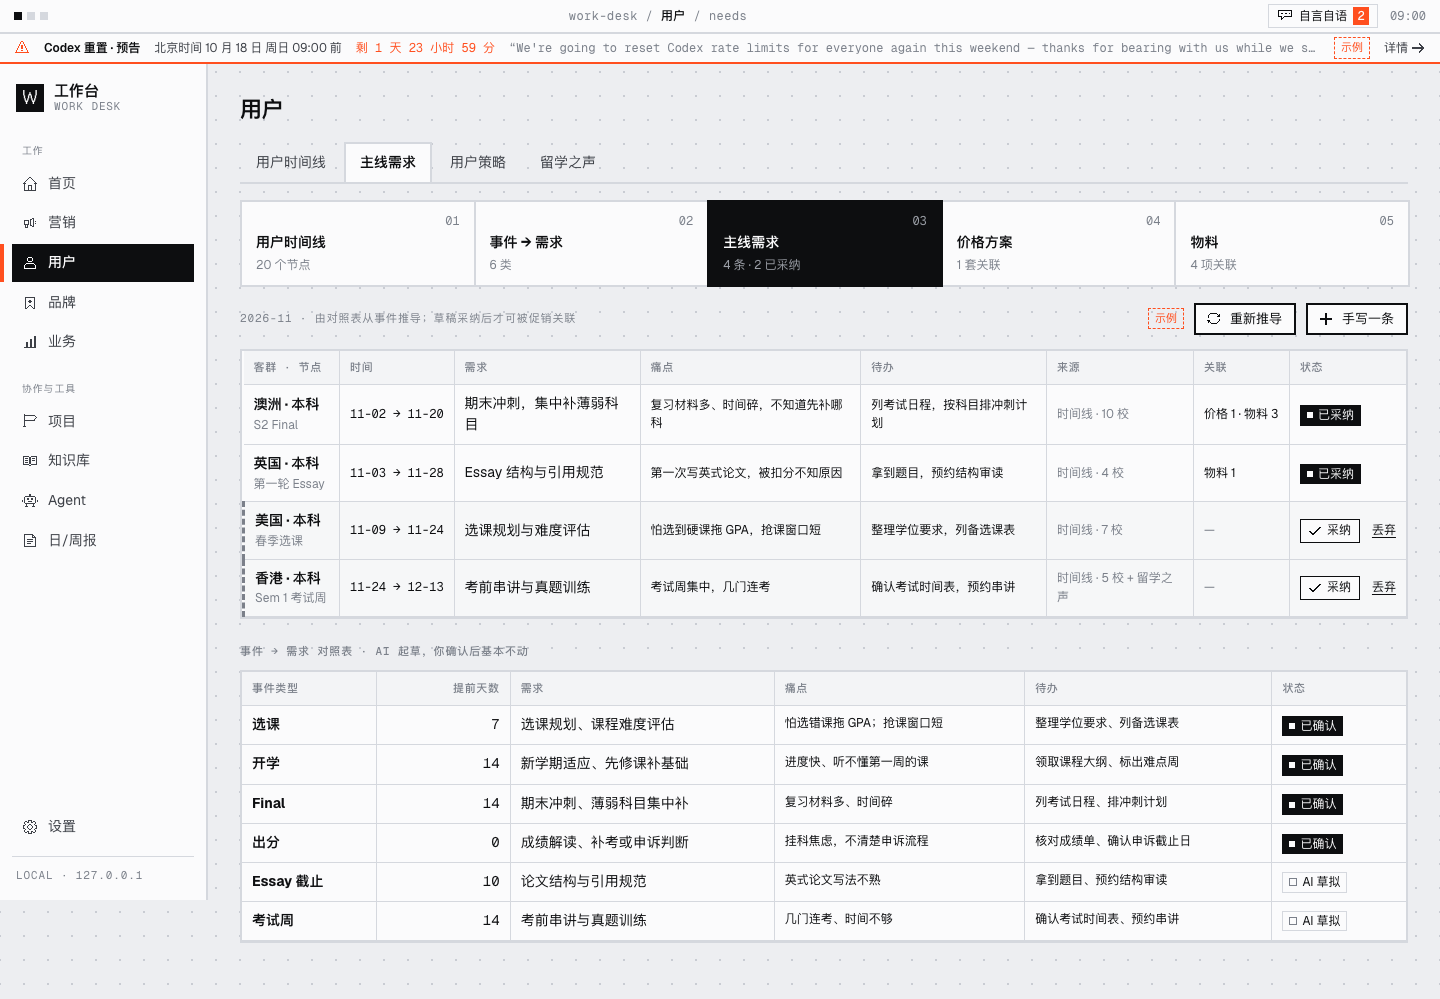 work-desk / 用户 / needs
自言自语 2
09:00
Codex 重置 · 预告 北京时间 10 月 18 日 周日 09:00 前 剩 1 天 23 小时 59 分 “We're going to reset Codex rate limits for everyone again this weekend — thanks for bearing with us while we s… 示例 详情 →
W 工作台
WORK DESK
工作
首页
营销
用户
品牌
业务
协作与工具
项目
知识库
Agent
日/周报
设置
LOCAL · 127.0.0.1
用户
用户时间线 主线需求 用户策略 留学之声
01
用户时间线
20 个节点
02
事件 → 需求
6 类
03
主线需求
4 条 · 2 已采纳
04
价格方案
1 套关联
05
物料
4 项关联
2026-11 · 由对照表从事件推导；草稿采纳后才可被促销关联
示例 重新推导 手写一条
客群 · 节点 时间 需求 痛点 待办 来源 关联 状态
澳洲 · 本科
S2 Final
11-02 → 11-20
期末冲刺，集中补薄弱科
目
复习材料多、时间碎，不知道先补哪
科
列考试日程，按科目排冲刺计
划
时间线 · 10 校
价格 1 · 物料 3
已采纳
英国 · 本科
第一轮 Essay
11-03 → 11-28
Essay 结构与引用规范
第一次写英式论文，被扣分不知原因
拿到题目，预约结构审读
时间线 · 4 校
物料 1
已采纳
美国 · 本科
春季选课
11-09 → 11-24
选课规划与难度评估
怕选到硬课拖 GPA，抢课窗口短
整理学位要求，列备选课表
时间线 · 7 校
—
采纳 丢弃
香港 · 本科
Sem 1 考试周
11-24 → 12-13
考前串讲与真题训练
考试周集中，几门连考
确认考试时间表，预约串讲
时间线 · 5 校 + 留学之
声
—
采纳 丢弃
事件 → 需求 对照表 · AI 起草，你确认后基本不动
事件类型 提前天数 需求 痛点 待办 状态
选课 7 选课规划、课程难度评估 怕选错课拖 GPA；抢课窗口短 整理学位要求、列备选课表 已确认
开学 14 新学期适应、先修课补基础 进度快、听不懂第一周的课 领取课程大纲、标出难点周 已确认
Final 14 期末冲刺、薄弱科目集中补 复习材料多、时间碎 列考试日程、排冲刺计划 已确认
出分 0 成绩解读、补考或申诉判断 挂科焦虑，不清楚申诉流程 核对成绩单、确认申诉截止日 已确认
Essay 截止 10 论文结构与引用规范 英式论文写法不熟 拿到题目、预约结构审读 AI 草拟
考试周 14 考前串讲与真题训练 几门连考、时间不够 确认考试时间表、预约串讲 AI 草拟